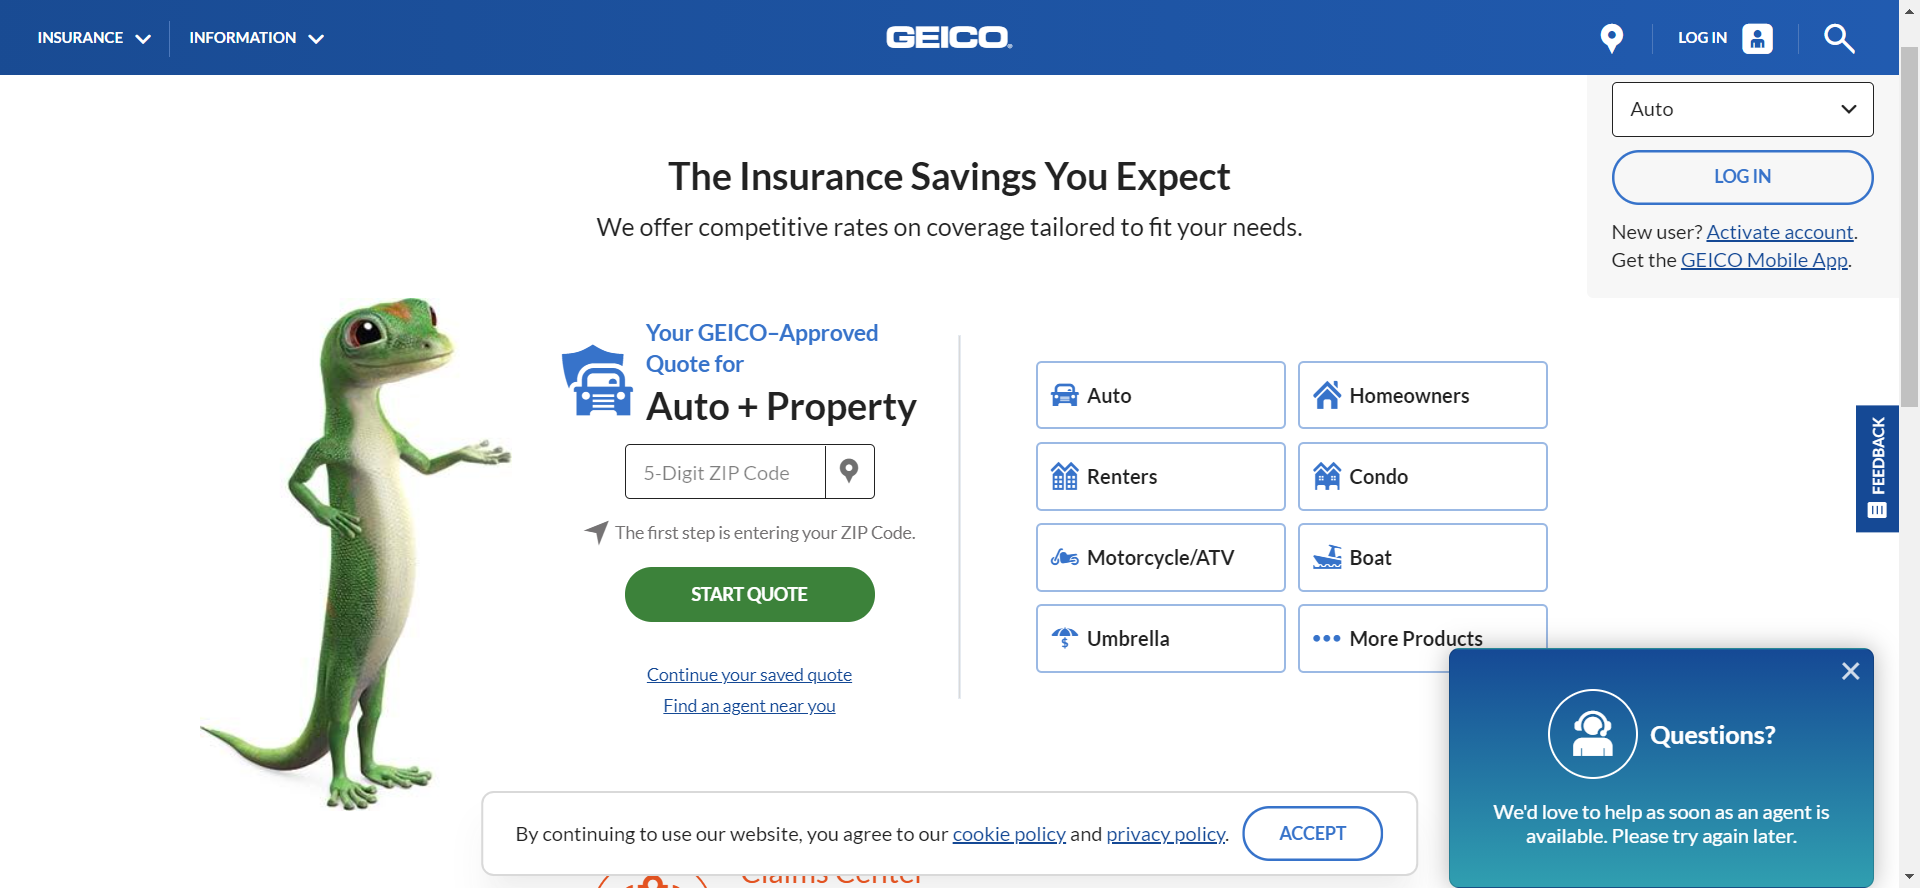 INSURANCE
INFORMATION
GEICO
LOG IN
Auto
LOG IN
New user? Activate account.
Get the GEICO Mobile App.
The Insurance Savings You Expect
We offer competitive rates on coverage tailored to fit your needs.
Your GEICO–Approved
Quote for
Auto + Property
5-Digit ZIP Code
The first step is entering your ZIP Code.
START QUOTE
Continue your saved quote
Find an agent near you
Auto
Homeowners
Renters
Condo
Motorcycle/ATV
Boat
Umbrella
More Products
FEEDBACK
Questions?
We'd love to help as soon as an agent is
available. Please try again later.
By continuing to use our website, you agree to our cookie policy and privacy policy.
ACCEPT
Claims Center